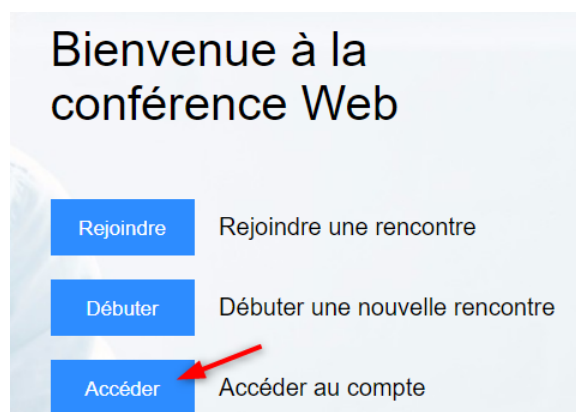 Bienvenue à la
conférence Web
Rejoindre Rejoindre une rencontre
Débuter Débuter une nouvelle rencontre
Accéder Accéder au compte